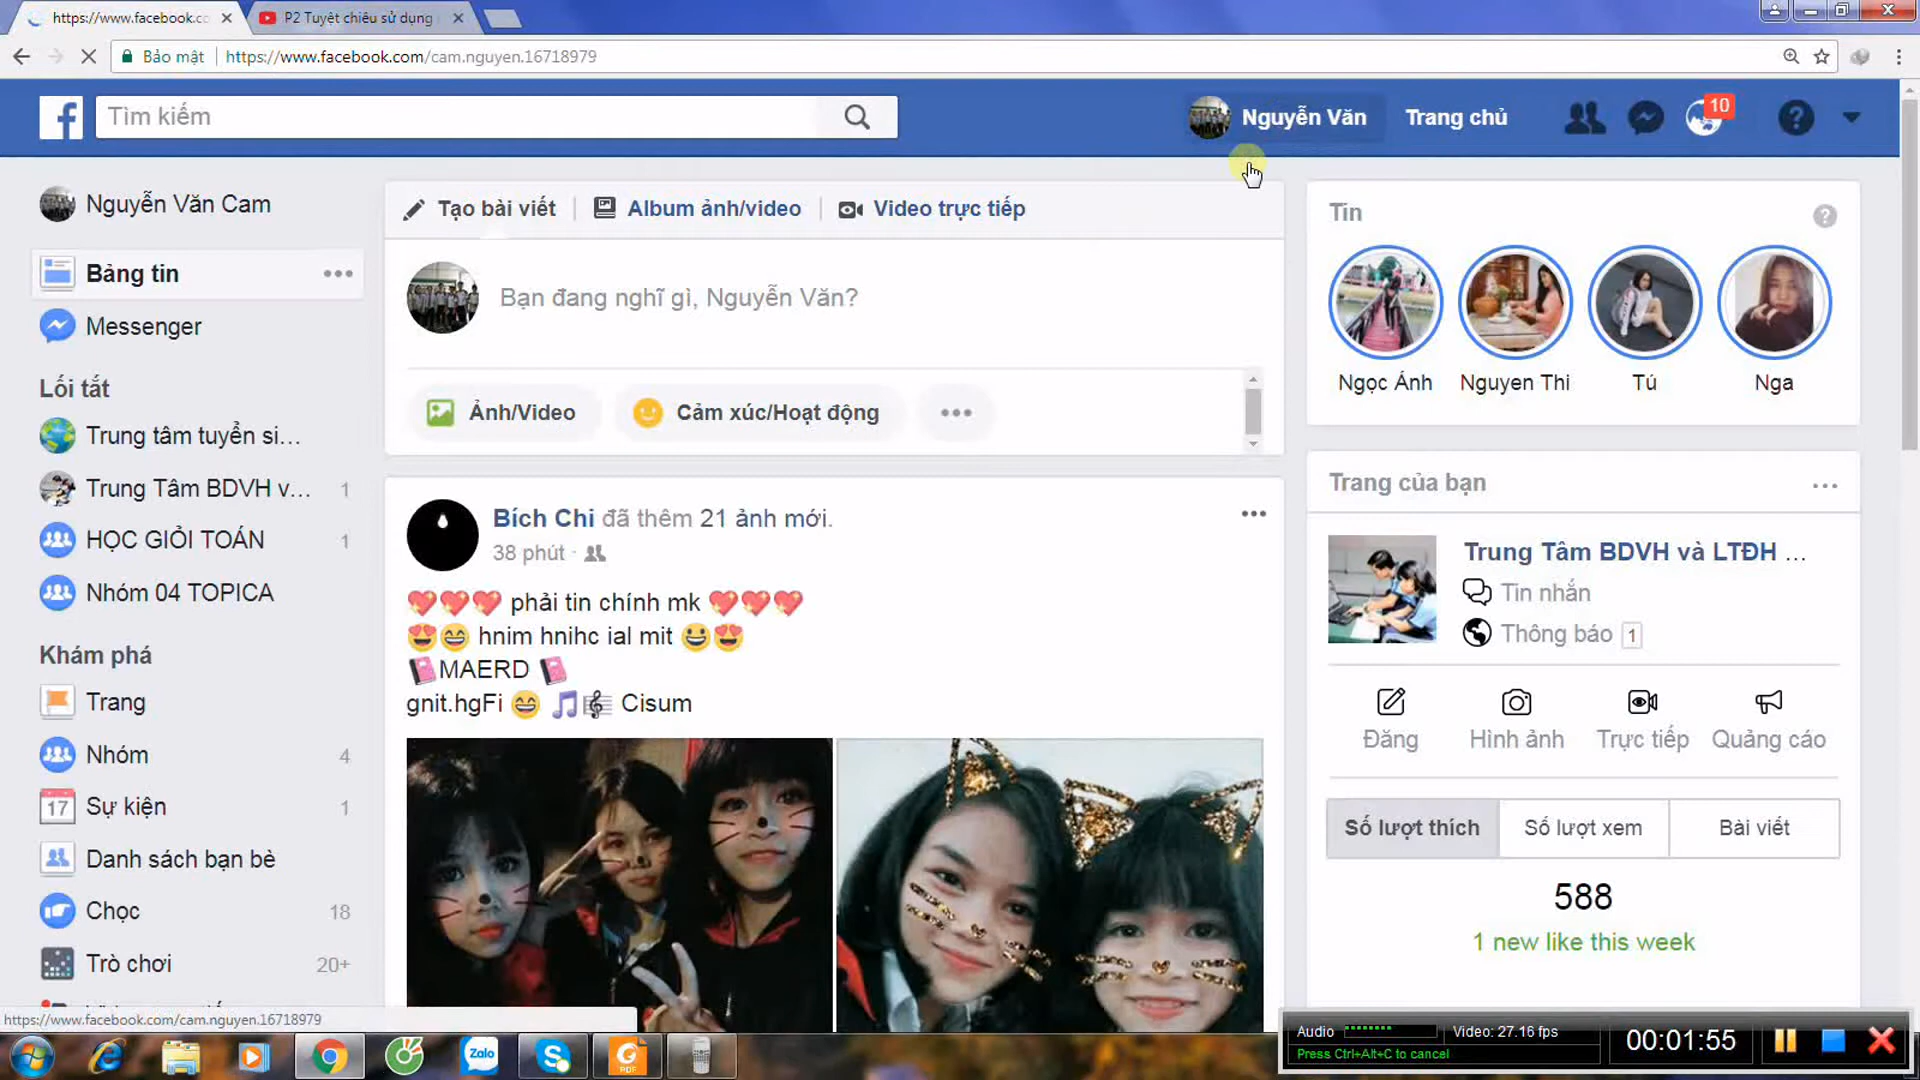 https://www.facebook.co
P2 Tuyệt chiêu sử dụng
Bảo mật
https://www.facebook.com/cam.nguyen.16718979
Tìm kiếm
Nguyễn Văn
Trang chủ
10
Nguyễn Văn Cam
Bảng tin
Messenger
Lối tắt
Trung tâm tuyển si...
Trung Tâm BDVH v... 1
HỌC GIỎI TOÁN 1
Nhóm 04 TOPICA
Khám phá
Trang
Nhóm 4
17 Sự kiện 1
Danh sách bạn bè
Chọc 18
Trò chơi 20+
https://www.facebook.com/cam.nguyen.16718979
Tạo bài viết
Album ảnh/video
Video trực tiếp
Bạn đang nghĩ gì, Nguyễn Văn?
Ảnh/Video
Cảm xúc/Hoạt động
Bích Chi đã thêm 21 ảnh mới.
38 phút ·
💖💖💖 phải tin chính mk 💖💖💖
😍😄 hnim hnihc ial mit 😃😍
📕MAERD 📕
gnit.hgFi 😄 🎵🎼 Cisum
Tin
Ngọc Ánh
Nguyen Thi
Tú
Nga
Trang của bạn
Trung Tâm BDVH và LTĐH ...
Tin nhắn
Thông báo 1
Đăng
Hình ảnh
Trực tiếp
Quảng cáo
Số lượt thích
Số lượt xem
Bài viết
588
1 new like this week
Zalo
PDF
Audio
Video: 27.16 fps
Press Ctrl+Alt+C to cancel
00:01:55